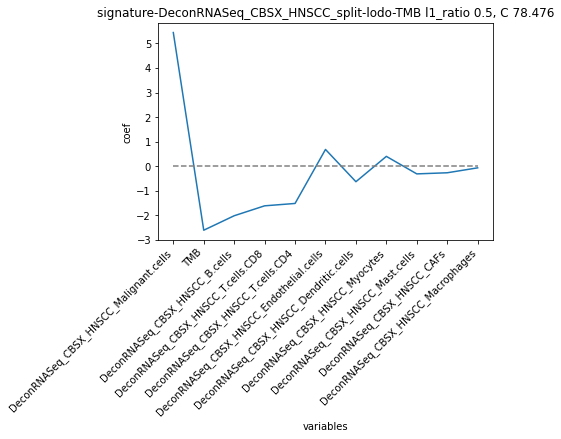 signature-DeconRNASeq_CBSX_HNSCC_split-lodo-TMB l1_ratio 0.5, C 78.476
coef
5
4
3
2
1
0
−1
−2
−3
DeconRNASeq_CBSX_HNSCC_Malignant.cells
TMB
DeconRNASeq_CBSX_HNSCC_B.cells
DeconRNASeq_CBSX_HNSCC_T.cells.CD8
DeconRNASeq_CBSX_HNSCC_T.cells.CD4
DeconRNASeq_CBSX_HNSCC_Endothelial.cells
DeconRNASeq_CBSX_HNSCC_Dendritic.cells
DeconRNASeq_CBSX_HNSCC_Myocytes
DeconRNASeq_CBSX_HNSCC_Mast.cells
DeconRNASeq_CBSX_HNSCC_CAFs
DeconRNASeq_CBSX_HNSCC_Macrophages
variables